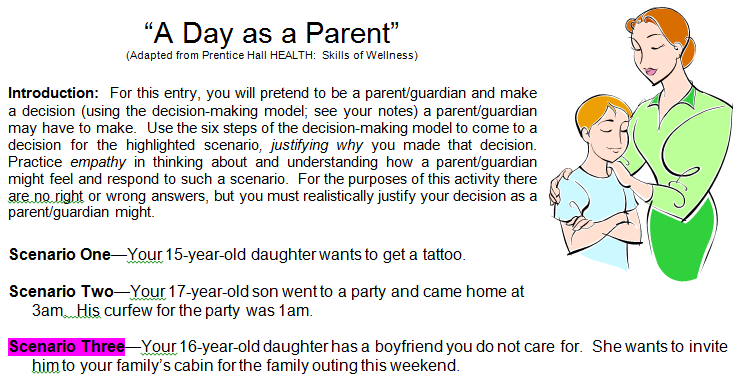 “A Day as a Parent”
(Adapted from Prentice Hall HEALTH:  Skills of Wellness)
Introduction:  For this entry, you will pretend to be a parent/guardian and make
a decision (using the decision-making model; see your notes) a parent/guardian
may have to make.  Use the six steps of the decision-making model to come to a
decision for the highlighted scenario, justifying why you made that decision.
Practice empathy in thinking about and understanding how a parent/guardian
might feel and respond to such a scenario.  For the purposes of this activity there
are no right or wrong answers, but you must realistically justify your decision as a
parent/guardian might.
Scenario One—Your 15-year-old daughter wants to get a tattoo.
Scenario Two—Your 17-year-old son went to a party and came home at
3am.  His curfew for the party was 1am.
Scenario Three—Your 16-year-old daughter has a boyfriend you do not care for.  She wants to invite
him to your family’s cabin for the family outing this weekend.